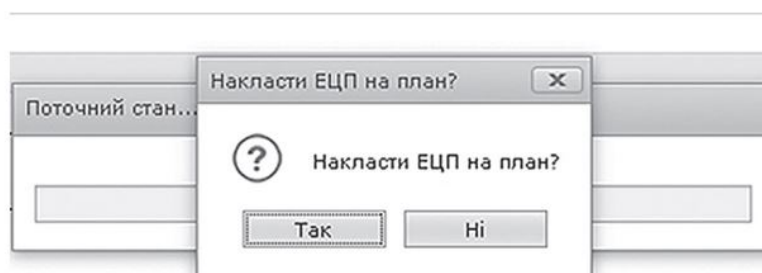 Накласти ЕЦП на план?
Поточний стан...
Накласти ЕЦП на план?
Так
Ні